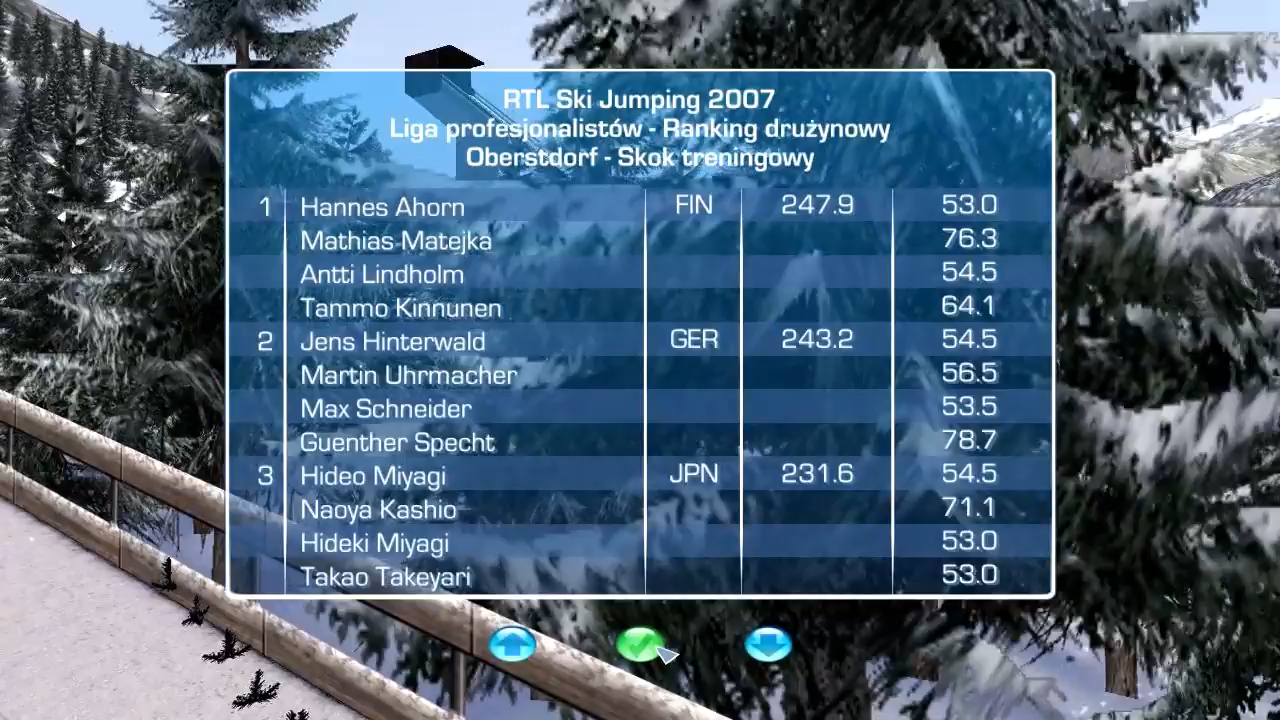 RTL Ski Jumping 2007
Liga profesjonalistów - Ranking drużynowy
Oberstdorf - Skok treningowy
1 Hannes Ahorn FIN 247.9 53.0
Mathias Matejka 76.3
Antti Lindholm 54.5
Tammo Kinnunen 64.1
2 Jens Hinterwald GER 243.2 54.5
Martin Uhrmacher 56.5
Max Schneider 53.5
Guenther Specht 78.7
3 Hideo Miyagi JPN 231.6 54.5
Naoya Kashio 71.1
Hideki Miyagi 53.0
Takao Takeyari 53.0